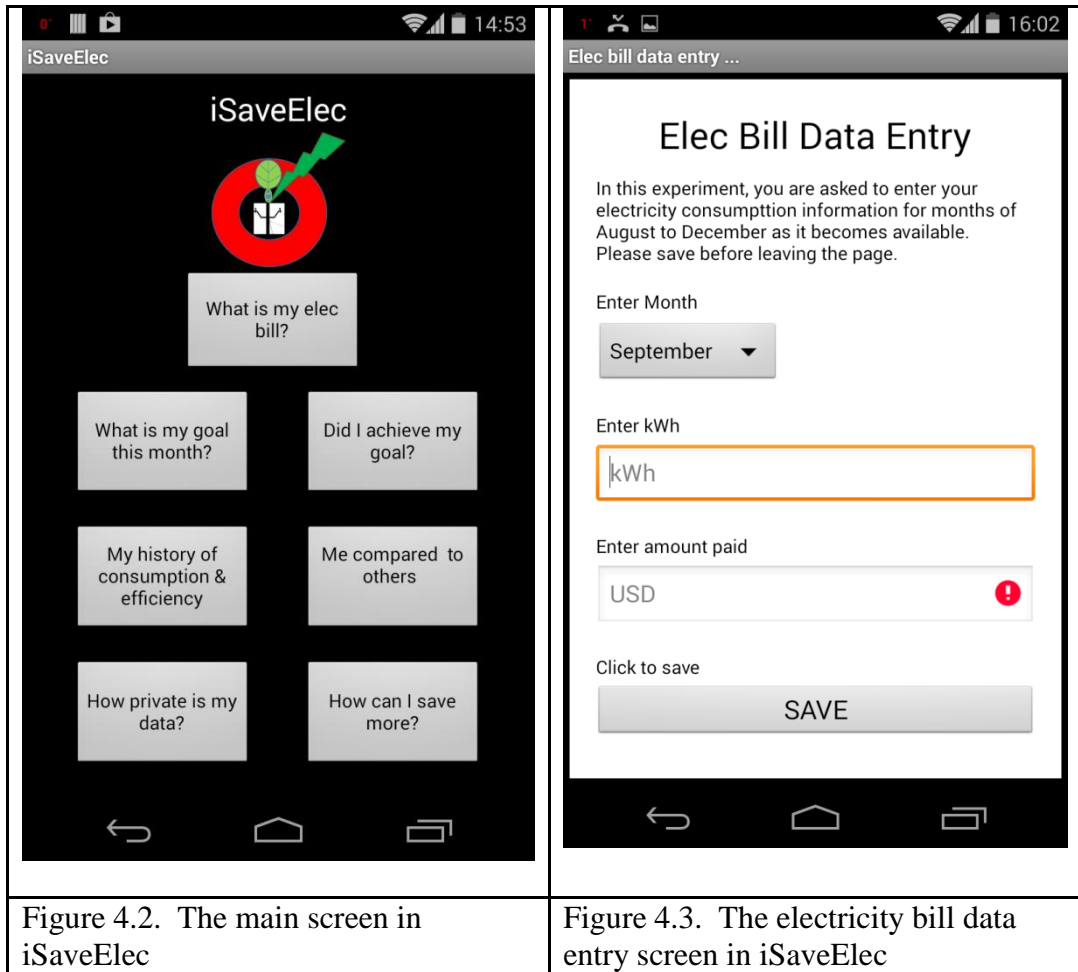 0°
14:53
iSaveElec
iSaveElec
What is my elec
bill?
What is my goal
this month?
Did I achieve my
goal?
My history of
consumption &
efficiency
Me compared to
others
How private is my
data?
How can I save
more?
Figure 4.2. The main screen in
iSaveElec
1°
16:02
Elec bill data entry ...
Elec Bill Data Entry
In this experiment, you are asked to enter your
electricity consumpttion information for months of
August to December as it becomes available.
Please save before leaving the page.
Enter Month
September
Enter kWh
kWh
Enter amount paid
USD
Click to save
SAVE
Figure 4.3. The electricity bill data
entry screen in iSaveElec